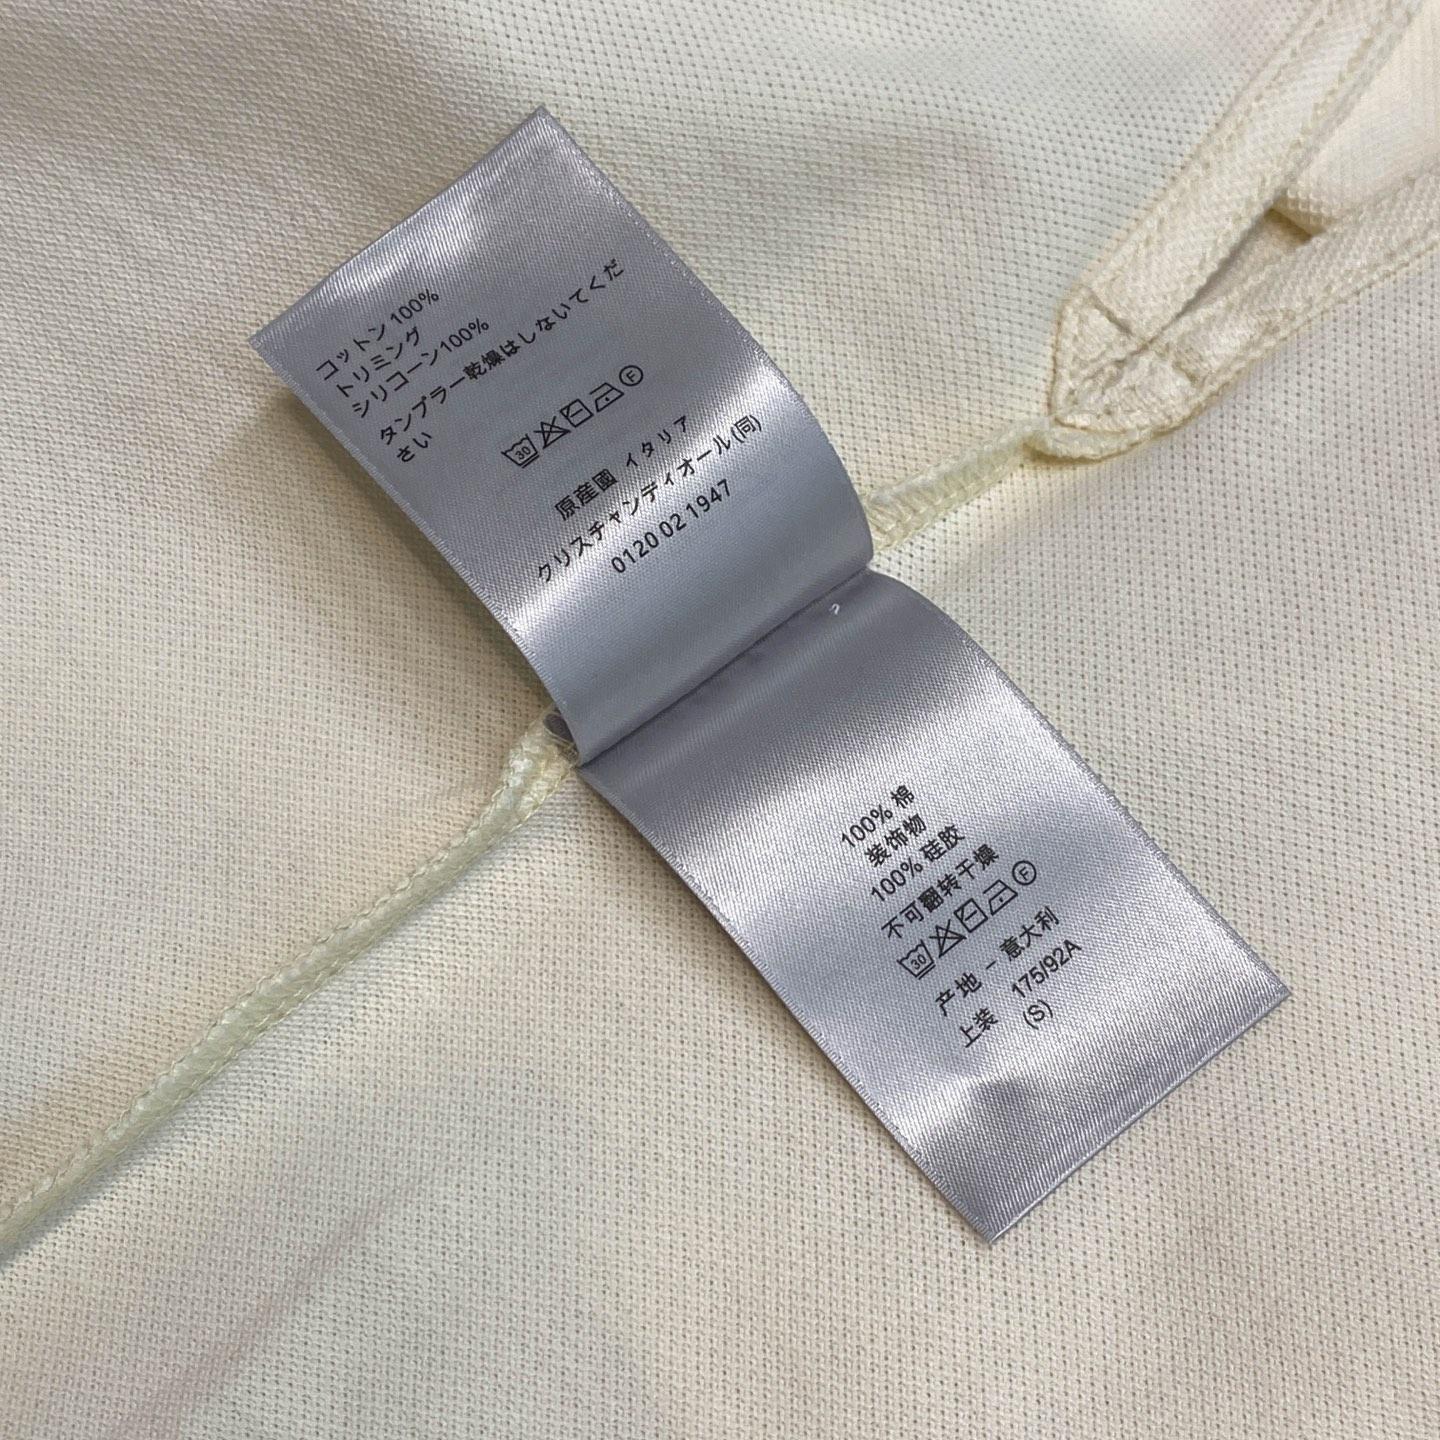 コットン100%
トリミング
シリコーン100%
タンブラー乾燥はしないでくだ
さい
30 F
原産國 イタリア
クリスチャンディオール(同)
0120 02 1947
100% 棉
装饰物
100% 硅胶
不可翻转干燥
30 F
产地 – 意大利
上装 175/92A
(S)